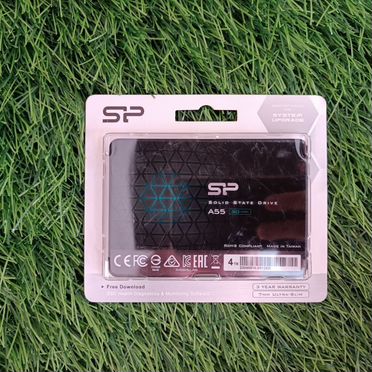 SP
SYSTEM
UPGRADE
SP
SOLID STATE DRIVE
A55
RoHS Compliant Made in Taiwan
4TB
Free Download
3 YEAR WARRANTY
7mm Ultra-Slim